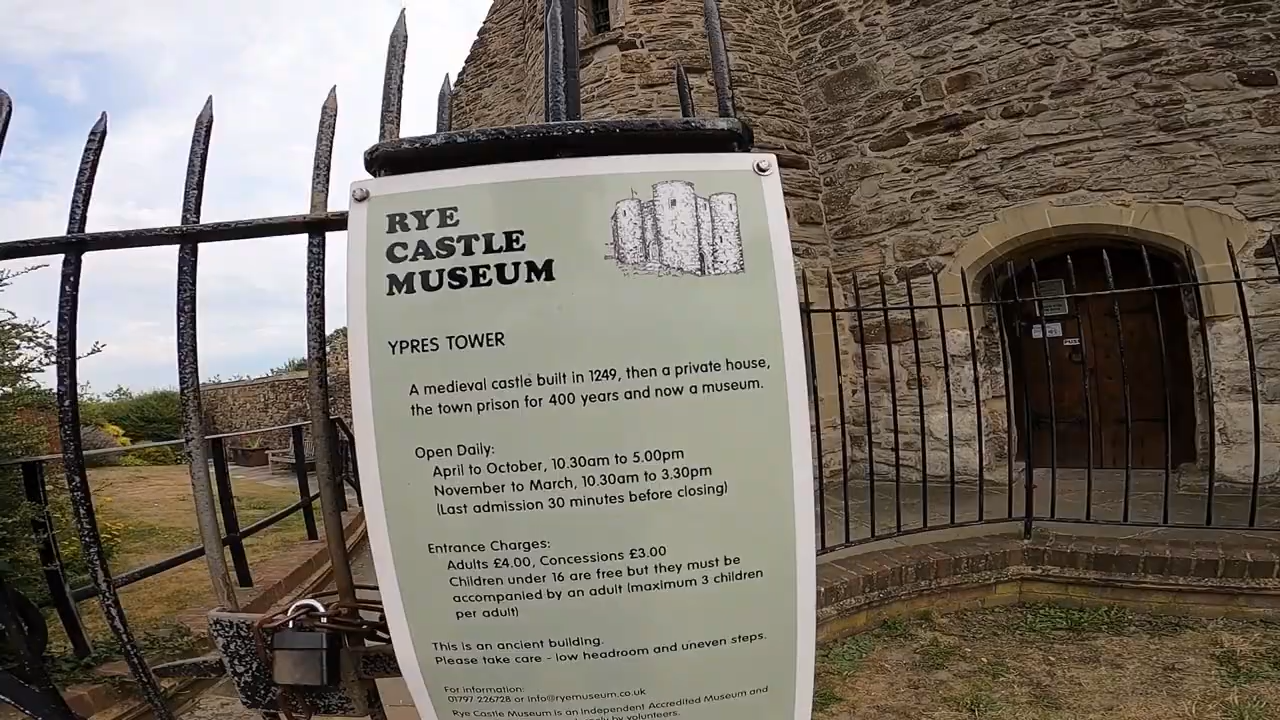 RYE
CASTLE
MUSEUM
YPRES TOWER
A medieval castle built in 1249, then a private house,
the town prison for 400 years and now a museum.
Open Daily:
April to October, 10.30am to 5.00pm
November to March, 10.30am to 3.30pm
(Last admission 30 minutes before closing)
Entrance Charges:
Adults £4.00, Concessions £3.00
Children under 16 are free but they must be
accompanied by an adult (maximum 3 children
per adult)
This is an ancient building.
Please take care - low headroom and uneven steps.
For information:
01797 226728 or info@ryemuseum.co.uk
Rye Castle Museum is an Independent Accredited Museum and
by volunteers.
PUSH